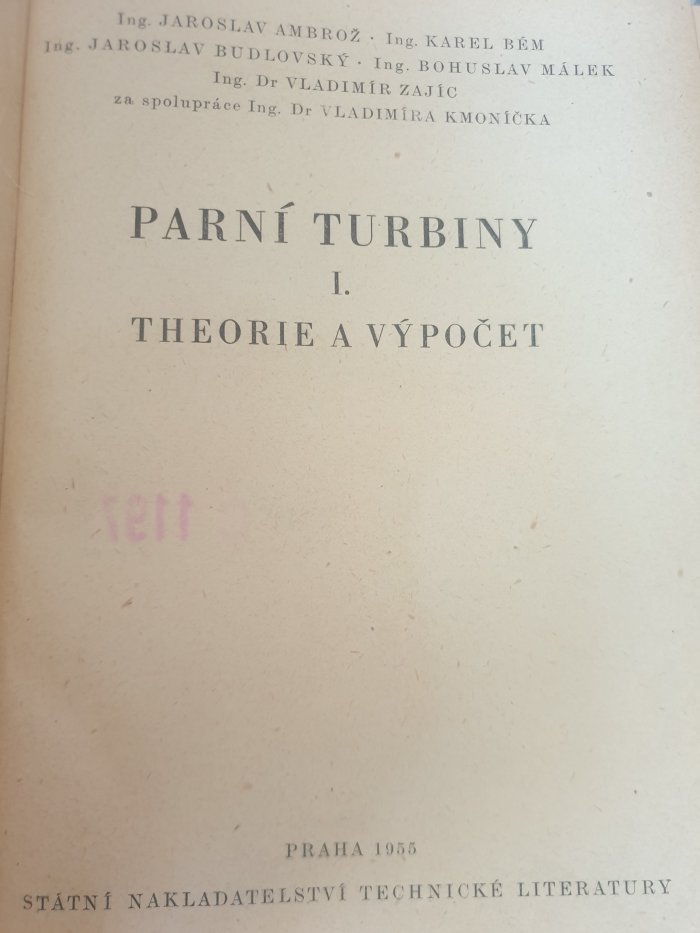 Ing. JAROSLAV AMBROŽ · Ing. KAREL BÉM
Ing. JAROSLAV BUDLOVSKÝ · Ing. BOHUSLAV MÁLEK
Ing. Dr VLADIMÍR ZAJÍC
za spolupráce Ing. Dr VLADIMÍRA KMONÍČKA
PARNÍ TURBINY
I.
THEORIE A VÝPOČET
1197
PRAHA 1955
STÁTNÍ NAKLADATELSTVÍ TECHNICKÉ LITERATURY